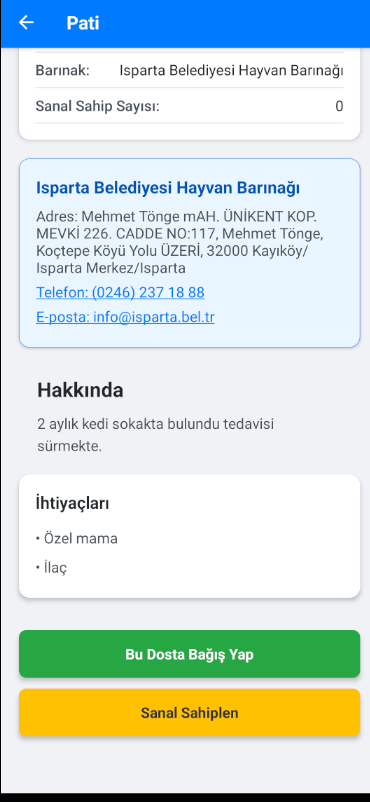 Pati
Barınak: Isparta Belediyesi Hayvan Barınağı
Sanal Sahip Sayısı: 0
Isparta Belediyesi Hayvan Barınağı
Adres: Mehmet Tönge mAH. ÜNİKENT KOP.
MEVKİ 226. CADDE NO:117, Mehmet Tönge,
Koçtepe Köyü Yolu ÜZERİ, 32000 Kayıköy/
Isparta Merkez/Isparta
Telefon: (0246) 237 18 88
E-posta: info@isparta.bel.tr
Hakkında
2 aylık kedi sokakta bulundu tedavisi
sürmekte.
İhtiyaçları
• Özel mama
• İlaç
Bu Dosta Bağış Yap
Sanal Sahiplen